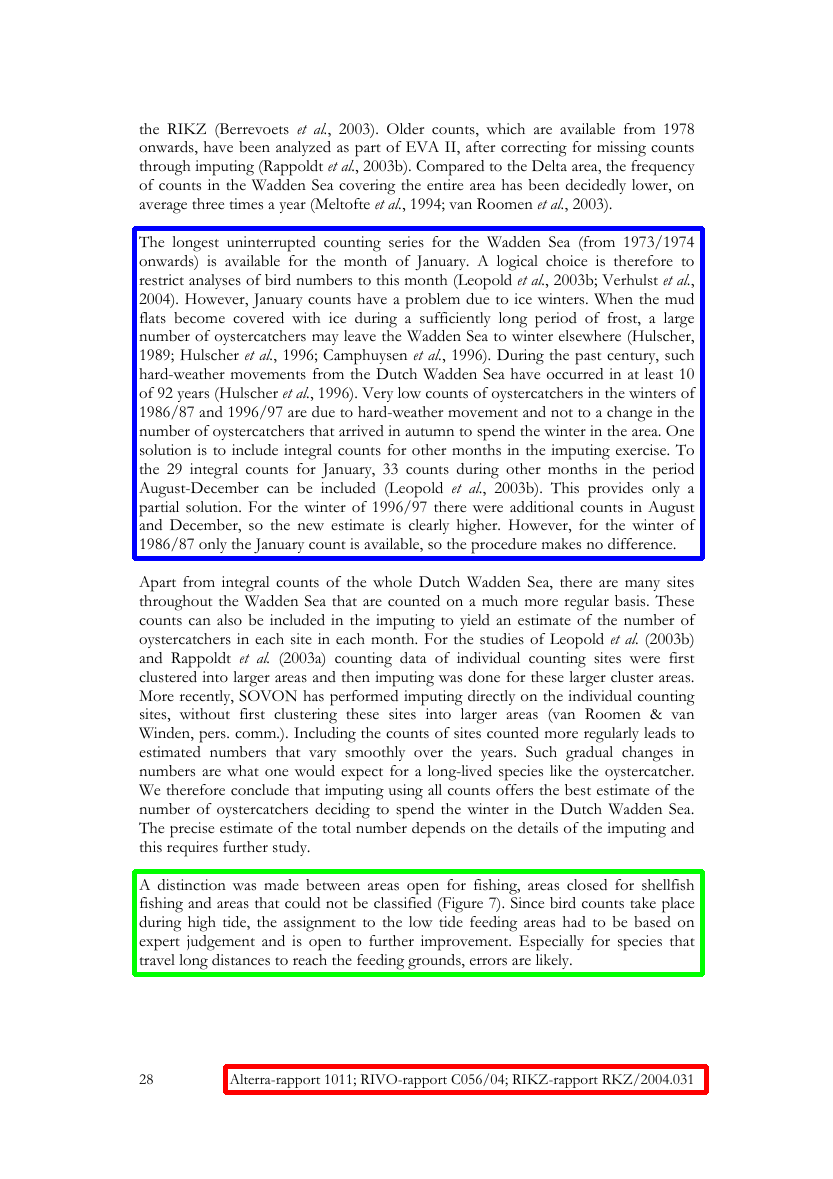 the RIKZ (Berrevoets et al., 2003). Older counts, which are available from 1978
onwards, have been analyzed as part of EVA II, after correcting for missing counts
through imputing (Rappoldt et al., 2003b). Compared to the Delta area, the frequency
of counts in the Wadden Sea covering the entire area has been decidedly lower, on
average three times a year (Meltofte et al., 1994; van Roomen et al., 2003).
The longest uninterrupted counting series for the Wadden Sea (from 1973/1974
onwards) is available for the month of January. A logical choice is therefore to
restrict analyses of bird numbers to this month (Leopold et al., 2003b; Verhulst et al.,
2004). However, January counts have a problem due to ice winters. When the mud
flats become covered with ice during a sufficiently long period of frost, a large
number of oystercatchers may leave the Wadden Sea to winter elsewhere (Hulscher,
1989; Hulscher et al., 1996; Camphuysen et al., 1996). During the past century, such
hard-weather movements from the Dutch Wadden Sea have occurred in at least 10
of 92 years (Hulscher et al., 1996). Very low counts of oystercatchers in the winters of
1986/87 and 1996/97 are due to hard-weather movement and not to a change in the
number of oystercatchers that arrived in autumn to spend the winter in the area. One
solution is to include integral counts for other months in the imputing exercise. To
the 29 integral counts for January, 33 counts during other months in the period
August-December can be included (Leopold et al., 2003b). This provides only a
partial solution. For the winter of 1996/97 there were additional counts in August
and December, so the new estimate is clearly higher. However, for the winter of
1986/87 only the January count is available, so the procedure makes no difference.
Apart from integral counts of the whole Dutch Wadden Sea, there are many sites
throughout the Wadden Sea that are counted on a much more regular basis. These
counts can also be included in the imputing to yield an estimate of the number of
oystercatchers in each site in each month. For the studies of Leopold et al. (2003b)
and Rappoldt et al. (2003a) counting data of individual counting sites were first
clustered into larger areas and then imputing was done for these larger cluster areas.
More recently, SOVON has performed imputing directly on the individual counting
sites, without first clustering these sites into larger areas (van Roomen & van
Winden, pers. comm.). Including the counts of sites counted more regularly leads to
estimated numbers that vary smoothly over the years. Such gradual changes in
numbers are what one would expect for a long-lived species like the oystercatcher.
We therefore conclude that imputing using all counts offers the best estimate of the
number of oystercatchers deciding to spend the winter in the Dutch Wadden Sea.
The precise estimate of the total number depends on the details of the imputing and
this requires further study.
A distinction was made between areas open for fishing, areas closed for shellfish
fishing and areas that could not be classified (Figure 7). Since bird counts take place
during high tide, the assignment to the low tide feeding areas had to be based on
expert judgement and is open to further improvement. Especially for species that
travel long distances to reach the feeding grounds, errors are likely.
28 Alterra-rapport 1011; RIVO-rapport C056/04; RIKZ-rapport RKZ/2004.031